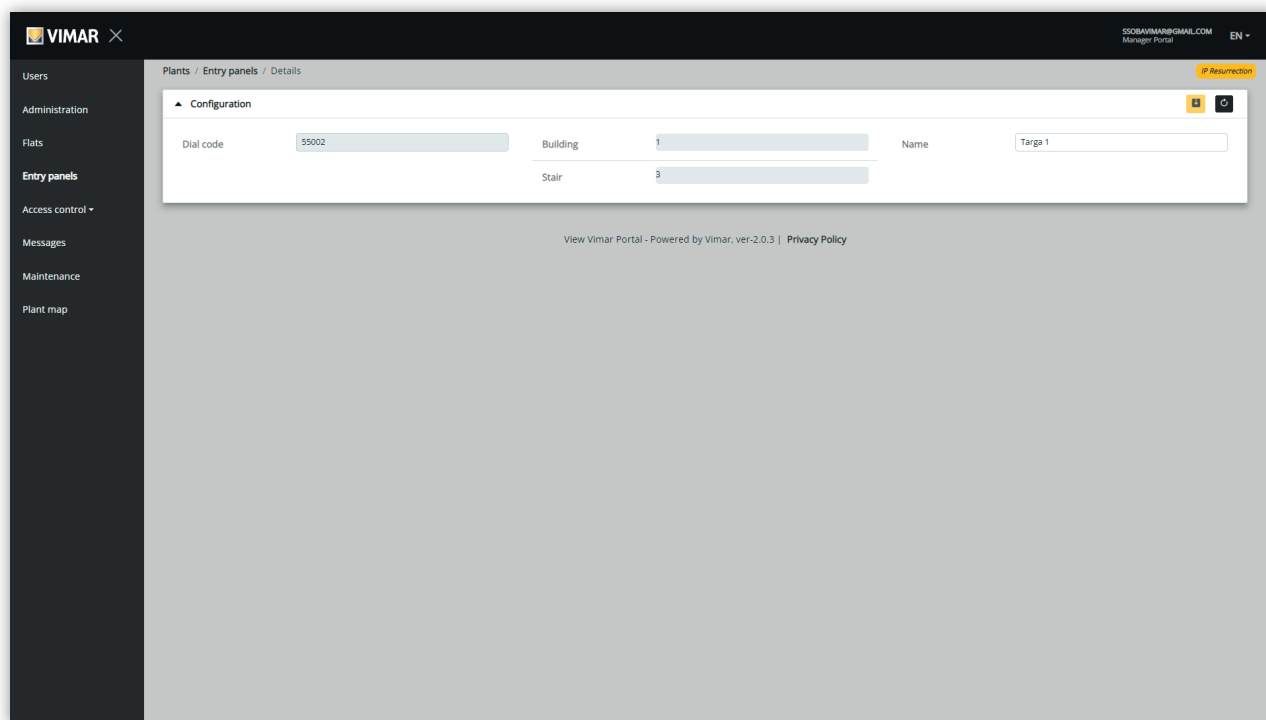 VIMAR
SSOBAVIMAR@GMAIL.COM
Manager Portal
EN
Users
Administration
Flats
Entry panels
Access control
Messages
Maintenance
Plant map
Plants / Entry panels / Details
IP Resurrection
Configuration
Dial code 55002
Building 1
Name Targa 1
Stair 3
View Vimar Portal - Powered by Vimar, ver-2.0.3 | Privacy Policy